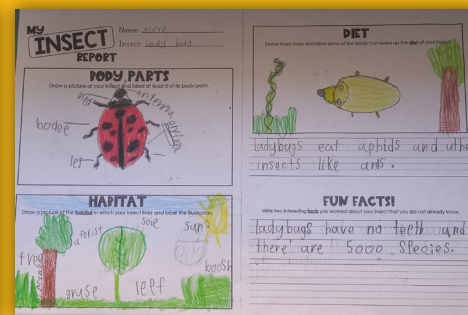 MY
INSECT
REPORT
Name
Insect lady bug
BODY PARTS
Draw a picture of your insect and label at least 3 of its body parts.
antenna
bodee
leg
HABITAT
Draw a picture of the habitat in which your insect lives and label the illustration.
a forist
soie
sun
tree
boosh
gruse
leef
DIET
Directions: Draw and label some of the foods that make up the diet of your insect.
ladybugs eat aphids and othe
insects like ants.
FUN FACTS!
Write two interesting facts you learned about your insect that you did not already know.
ladybugs have no teeth and
there are 5000 Species.